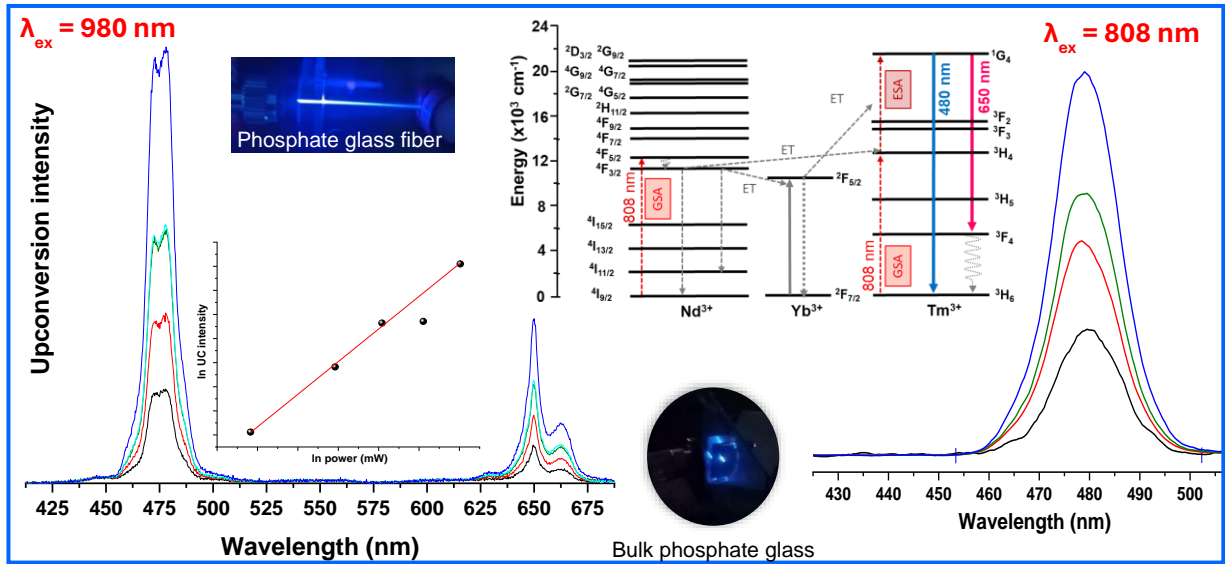 λex = 980 nm
λex = 808 nm
Upconversion intensity
Phosphate glass fiber
ln UC intensity
ln power (mW)
425 450 475 500 525 550 575 600 625 650 675
Wavelength (nm)
Energy (x10³ cm⁻¹)
24
20
16
12
8
4
0
²D3/2 ²G9/2
⁴G9/2 ⁴G7/2
²G7/2 ⁴G5/2
²H11/2
⁴F9/2
⁴F7/2
⁴F5/2
⁴F3/2
⁴I15/2
⁴I13/2
⁴I11/2
⁴I9/2
808 nm
GSA
ET
ET
²F5/2
²F7/2
808 nm
GSA
ESA
480 nm
650 nm
¹G4
³F2
³F3
³H4
³H5
³F4
³H6
Nd³⁺
Yb³⁺
Tm³⁺
Bulk phosphate glass
430 440 450 460 470 480 490 500
Wavelength (nm)